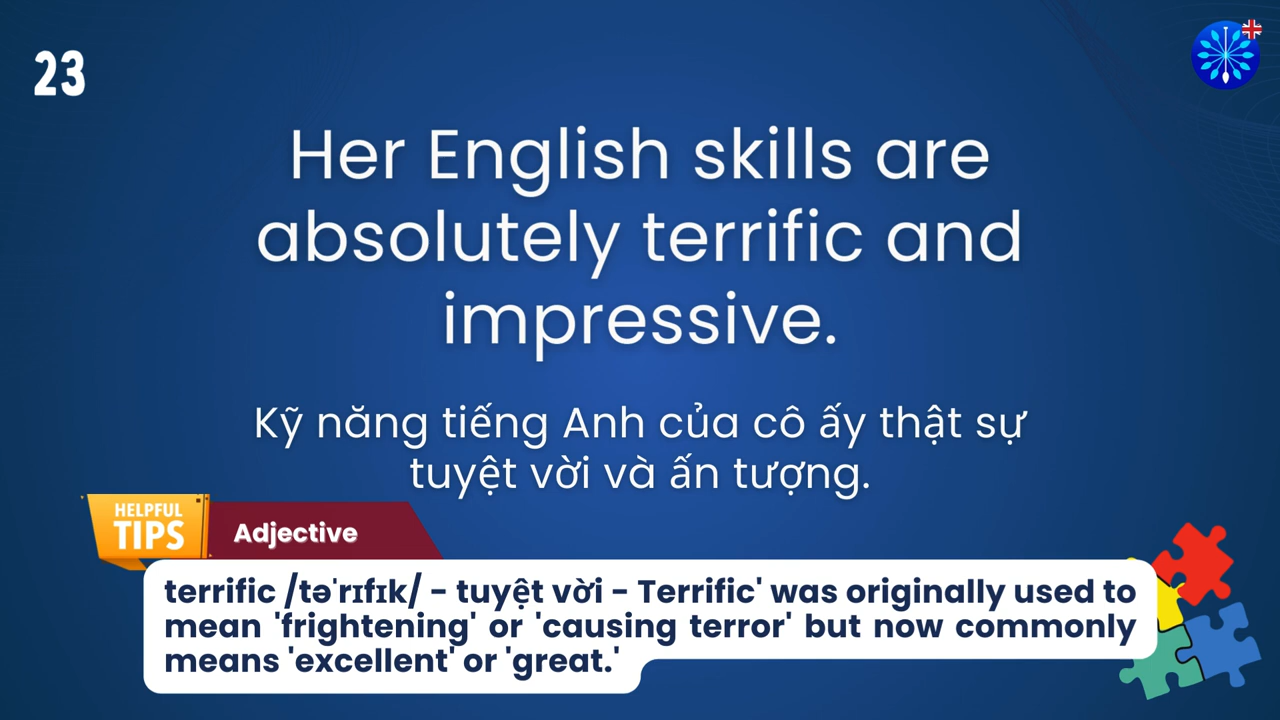 23
Her English skills are
absolutely terrific and
impressive.
Kỹ năng tiếng Anh của cô ấy thật sự
tuyệt vời và ấn tượng.
HELPFUL
TIPS
Adjective
terrific /təˈrɪfɪk/ - tuyệt vời - Terrific' was originally used to
mean 'frightening' or 'causing terror' but now commonly
means 'excellent' or 'great.'